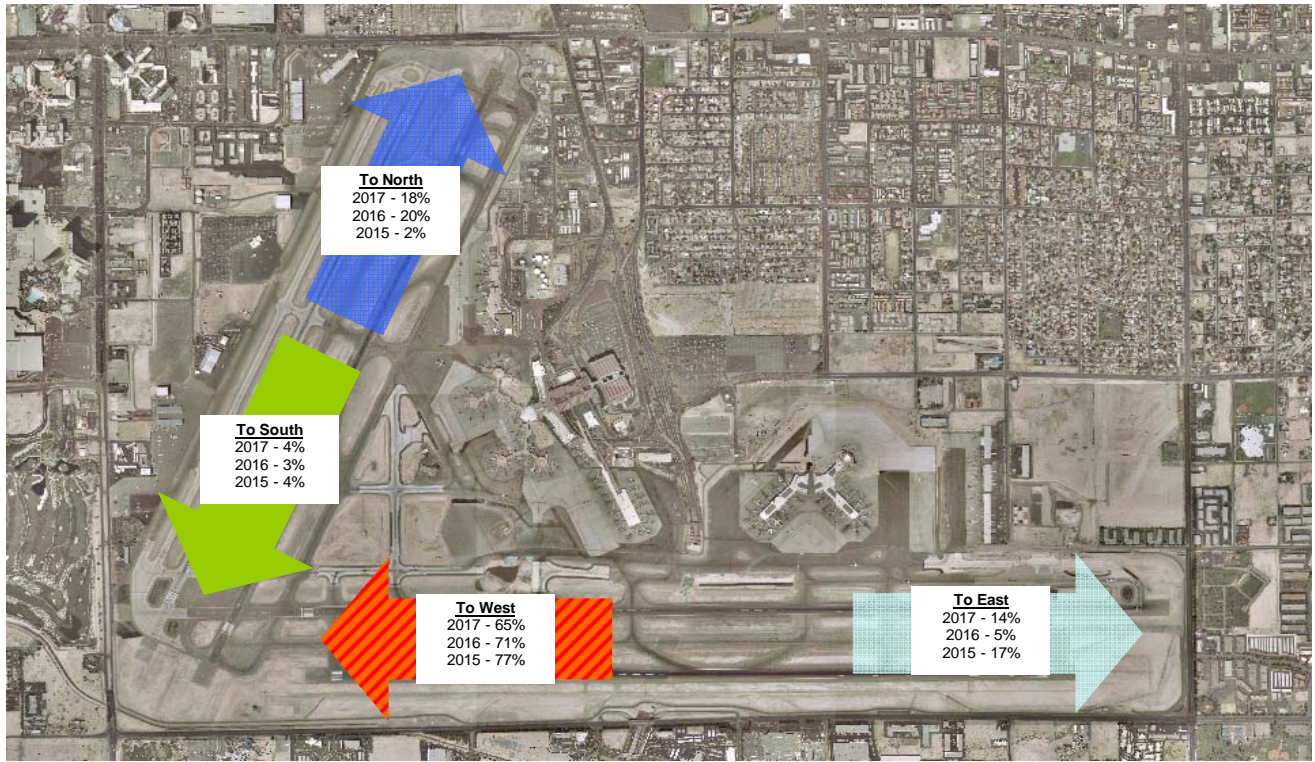 To North
2017 - 18%
2016 - 20%
2015 - 2%
To South
2017 - 4%
2016 - 3%
2015 - 4%
To West
2017 - 65%
2016 - 71%
2015 - 77%
To East
2017 - 14%
2016 - 5%
2015 - 17%